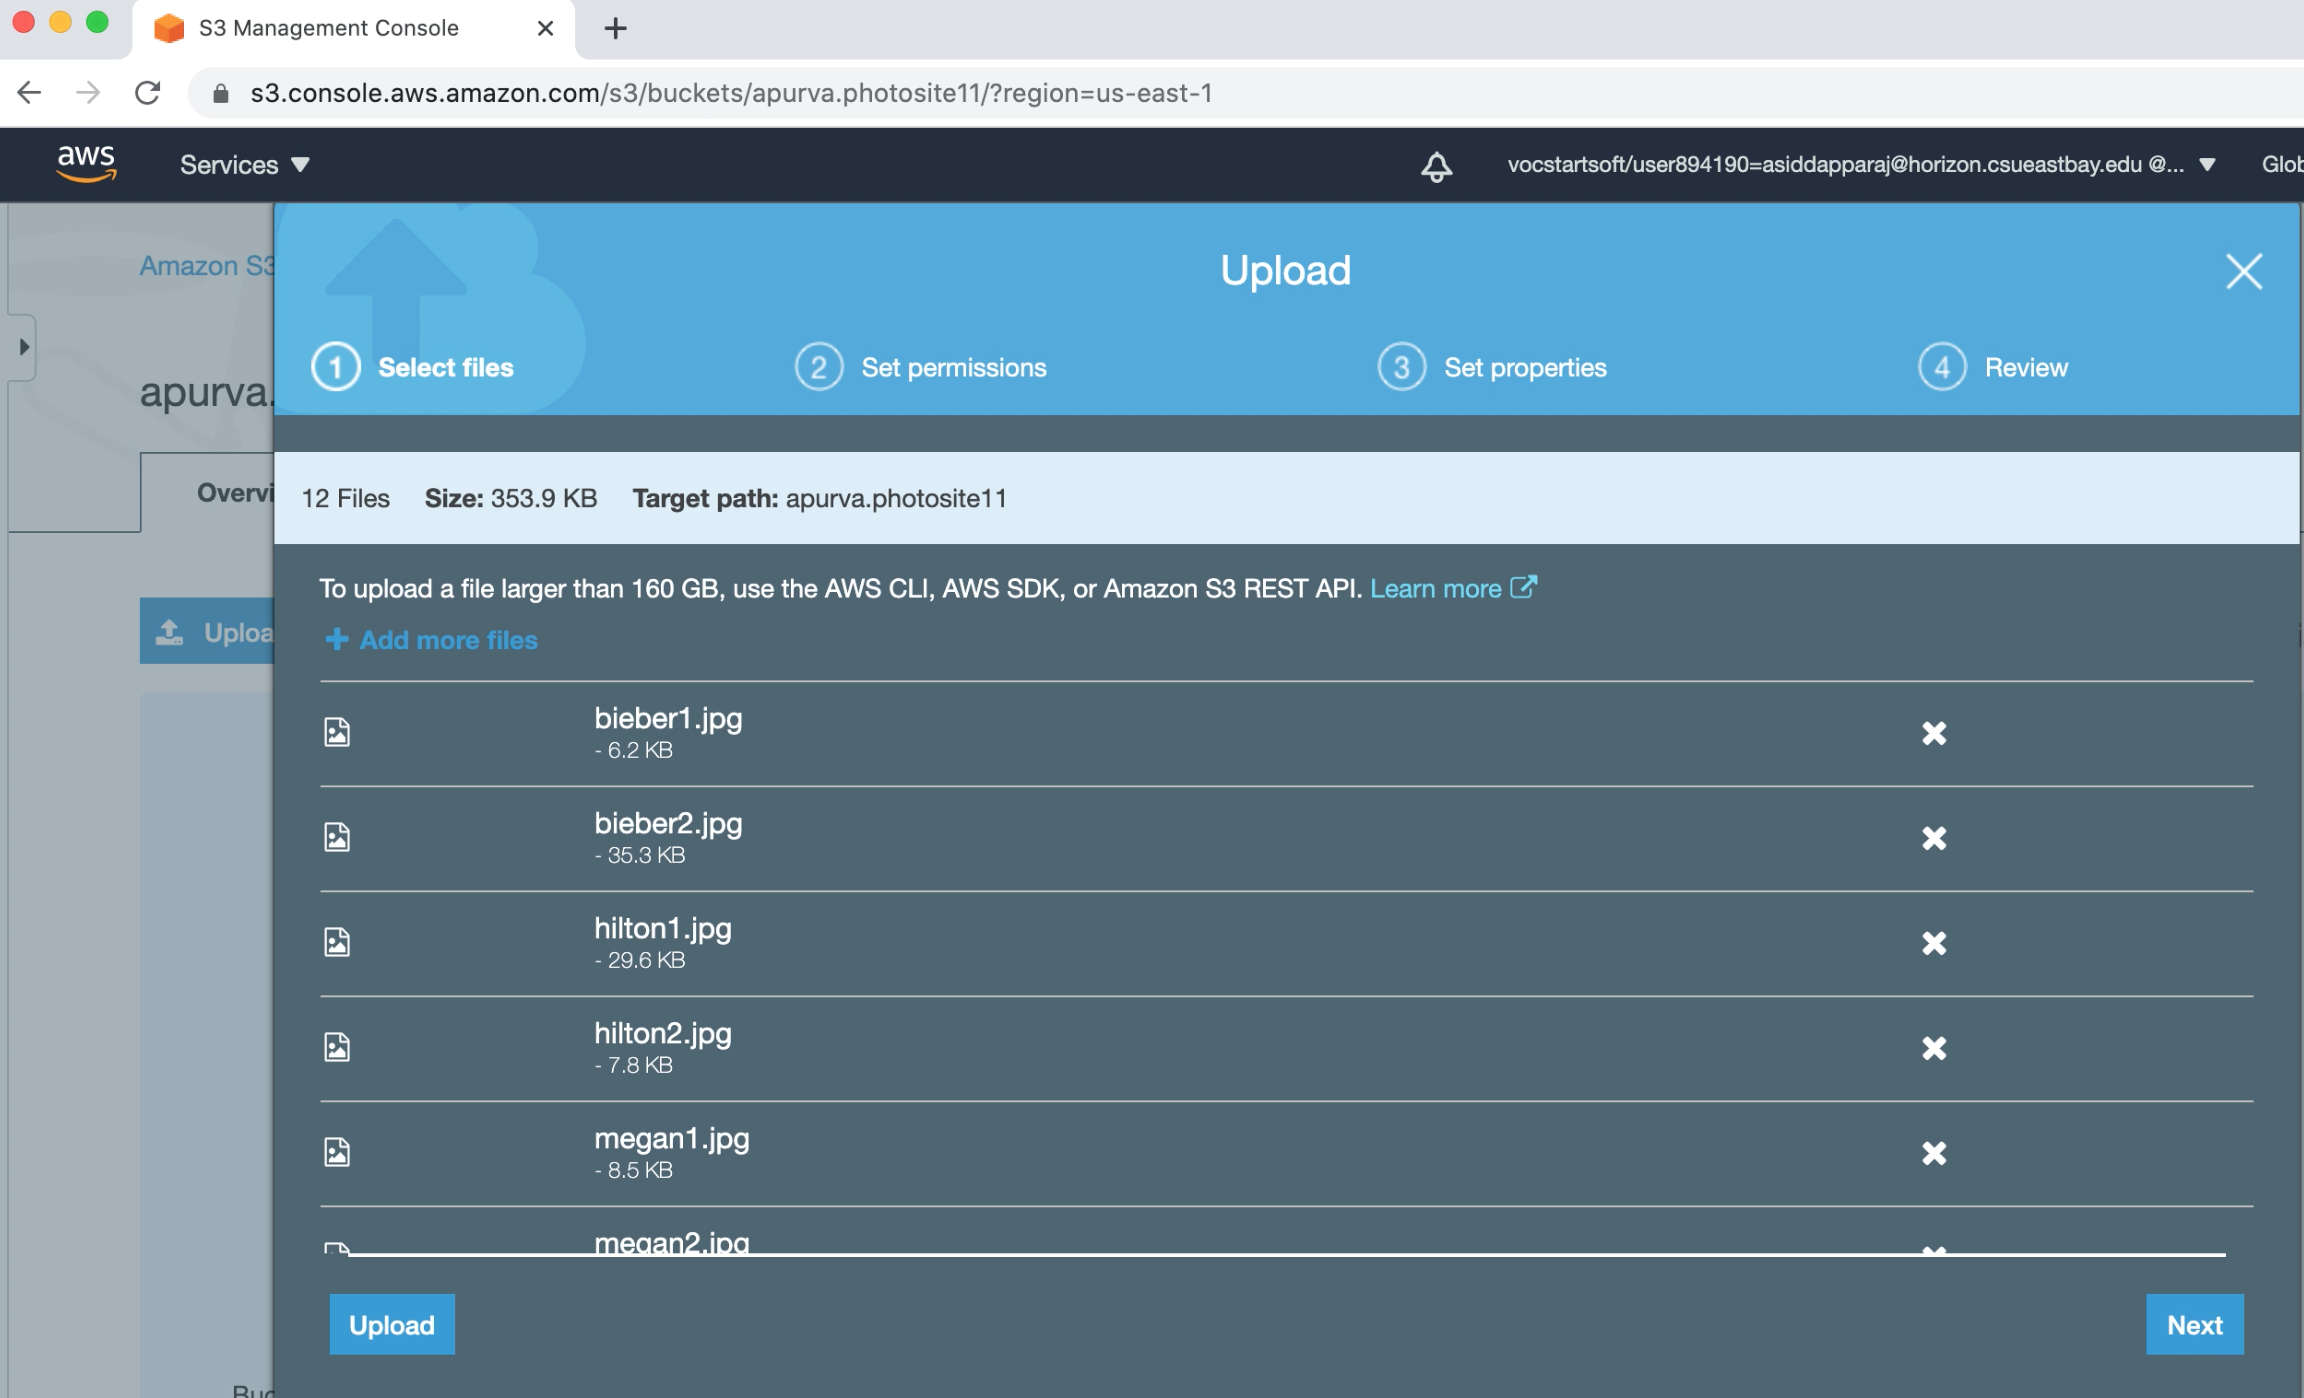 S3 Management Console
s3.console.aws.amazon.com/s3/buckets/apurva.photosite11/?region=us-east-1
aws
Services
vocstartsoft/user894190=asiddapparaj@horizon.csueastbay.edu @...
Glob
Amazon S3
Upload
1 Select files
2 Set permissions
3 Set properties
4 Review
apurva.
Overvi
12 Files Size: 353.9 KB Target path: apurva.photosite11
To upload a file larger than 160 GB, use the AWS CLI, AWS SDK, or Amazon S3 REST API. Learn more
Uploa
Add more files
bieber1.jpg
- 6.2 KB
bieber2.jpg
- 35.3 KB
hilton1.jpg
- 29.6 KB
hilton2.jpg
- 7.8 KB
megan1.jpg
- 8.5 KB
megan2.jpg
Upload
Next
Buc